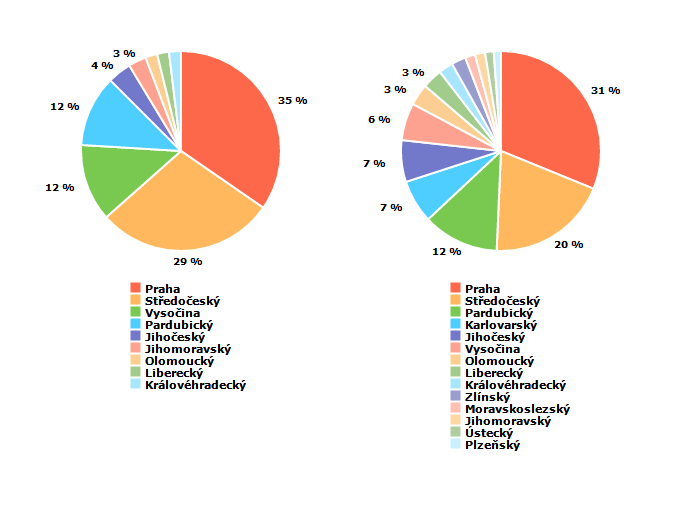 3 %
4 %
12 %
12 %
29 %
35 %
Praha
Středočeský
Vysočina
Pardubický
Jihočeský
Jihomoravský
Olomoucký
Liberecký
Královéhradecký
3 %
3 %
6 %
7 %
7 %
12 %
20 %
31 %
Praha
Středočeský
Pardubický
Karlovarský
Jihočeský
Vysočina
Olomoucký
Liberecký
Královéhradecký
Zlínský
Moravskoslezský
Jihomoravský
Ústecký
Plzeňský